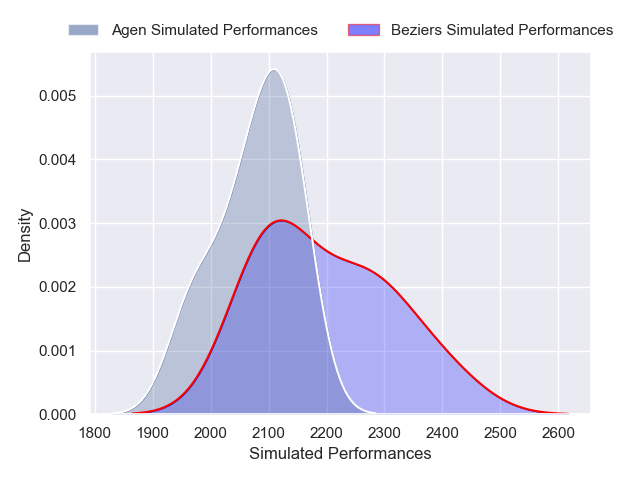 Agen Simulated Performances
Beziers Simulated Performances
Density
0.005
0.004
0.003
0.002
0.001
0.000
1800 1900 2000 2100 2200 2300 2400 2500 2600
Simulated Performances